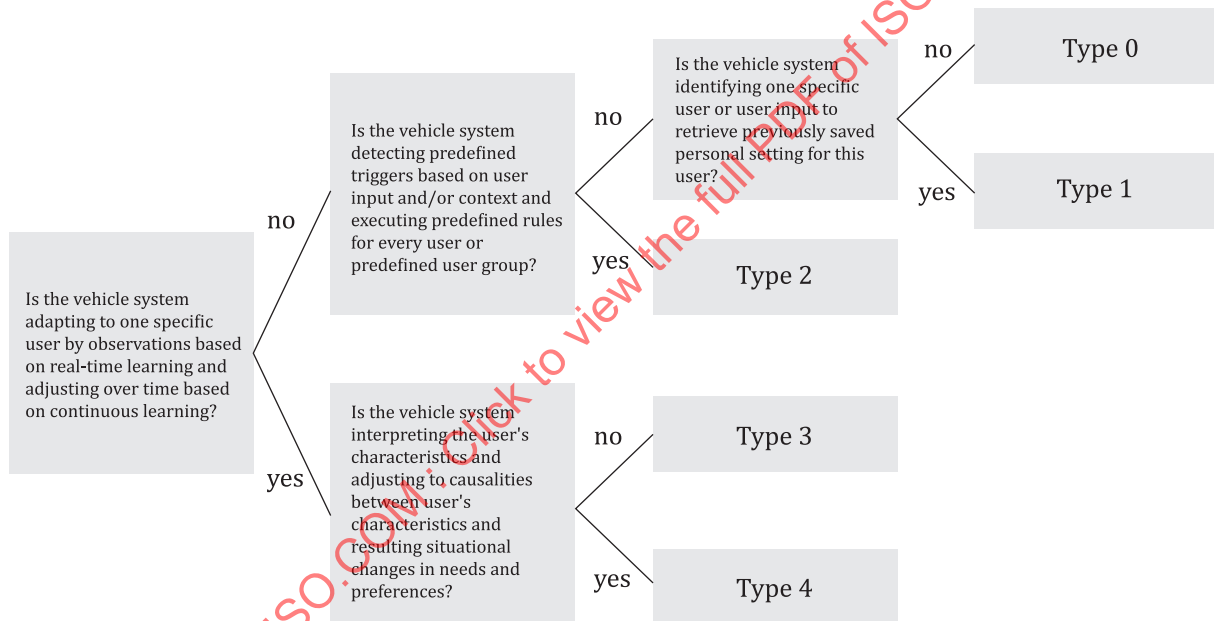 Is the vehicle system
adapting to one specific
user by observations based
on real-time learning and
adjusting over time based
on continuous learning?
no
yes
Is the vehicle system
detecting predefined
triggers based on user
input and/or context and
executing predefined rules
for every user or
predefined user group?
no
yes
Is the vehicle system
identifying one specific
user or user input to
retrieve previously saved
personal setting for this
user?
no
yes
Type 0
Type 1
Type 2
Is the vehicle system
interpreting the user's
characteristics and
adjusting to causalities
between user's
characteristics and
resulting situational
changes in needs and
preferences?
no
yes
Type 3
Type 4
ISO.COM : Click to view the full PDF of ISO